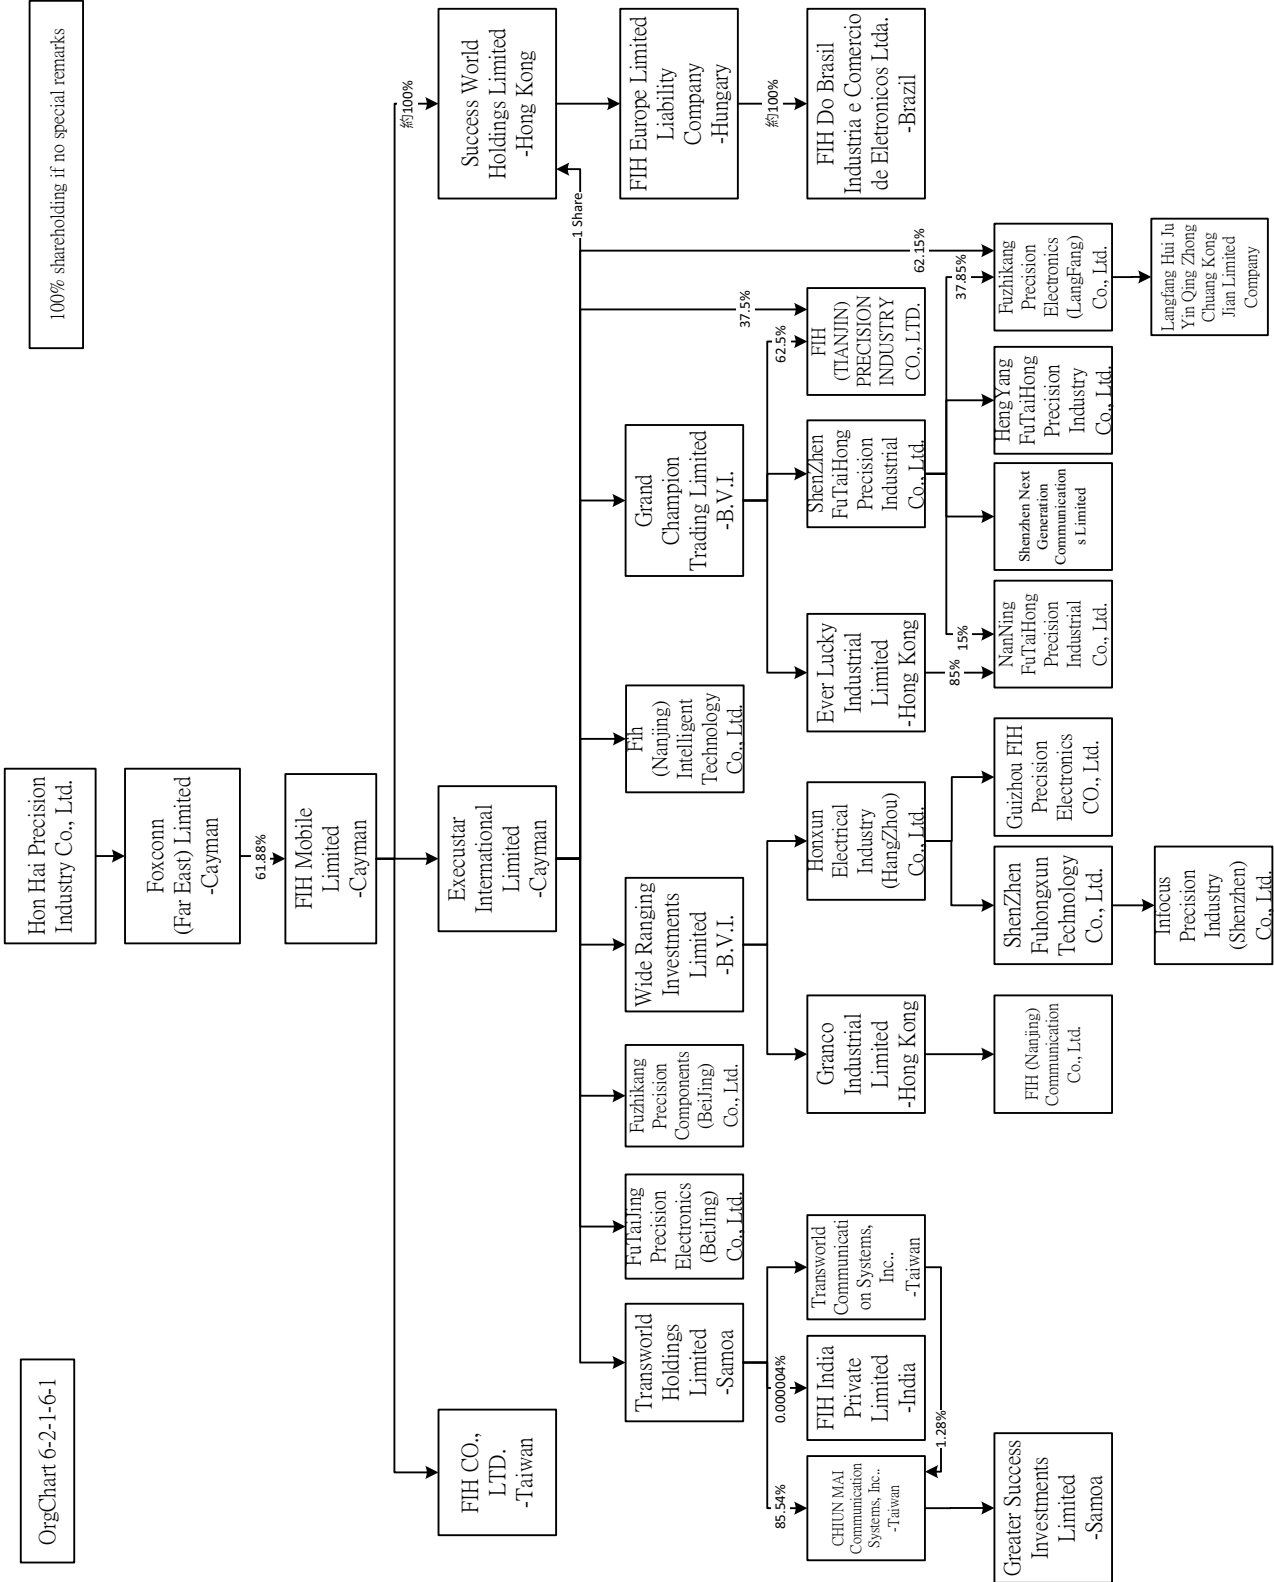 OrgChart 6-2-1-6-1
100% shareholding if no special remarks
Hon Hai Precision
Industry Co., Ltd.
Foxconn
(Far East) Limited
-Cayman
61.88%
FIH Mobile
Limited
-Cayman
約100%
FIH CO.,
LTD.
-Taiwan
Execustar
International
Limited
-Cayman
Success World
Holdings Limited
-Hong Kong
1 Share
Transworld
Holdings
Limited
-Samoa
FuTaiJing
Precision
Electronics
(BeiJing)
Co., Ltd.
Fuzhikang
Precision
Components
(BeiJing)
Co., Ltd.
Wide Ranging
Investments
Limited
-B.V.I.
Fih
(Nanjing)
Intelligent
Technology
Co., Ltd.
Grand
Champion
Trading Limited
-B.V.I.
FIH Europe Limited
Liability
Company
-Hungary
85.54%
0.000004%
62.5%
37.5%
約100%
CHIUN MAI
Communication
Systems, Inc..
-Taiwan
FIH India
Private
Limited
-India
Transworld
Communicati
on Systems,
Inc..
-Taiwan
Granco
Industrial
Limited
-Hong Kong
Honxun
Electrical
Industry
(HangZhou)
Co., Ltd.
Ever Lucky
Industrial
Limited
-Hong Kong
ShenZhen
FuTaiHong
Precision
Industrial
Co., Ltd.
FIH
(TIANJIN)
PRECISION
INDUSTRY
CO., LTD.
FIH Do Brasil
Industria e Comercio
de Eletronicos Ltda.
-Brazil
1.28%
85%
15%
37.85%
62.15%
Greater Success
Investments
Limited
-Samoa
FIH (Nanjing)
Communication
Co., Ltd.
ShenZhen
Fuhongxun
Technology
Co., Ltd.
Guizhou FIH
Precision
Electronics
CO., Ltd.
NanNing
FuTaiHong
Precision
Industrial
Co., Ltd.
Shenzhen Next
Generation
Communication
s Limited
HengYang
FuTaiHong
Precision
Industry
Co., Ltd.
Fuzhikang
Precision
Electronics
(LangFang)
Co., Ltd.
Infocus
Precision
Industry
(Shenzhen)
Co., Ltd.
Langfang Hui Ju
Yin Qing Zhong
Chuang Kong
Jian Limited
Company